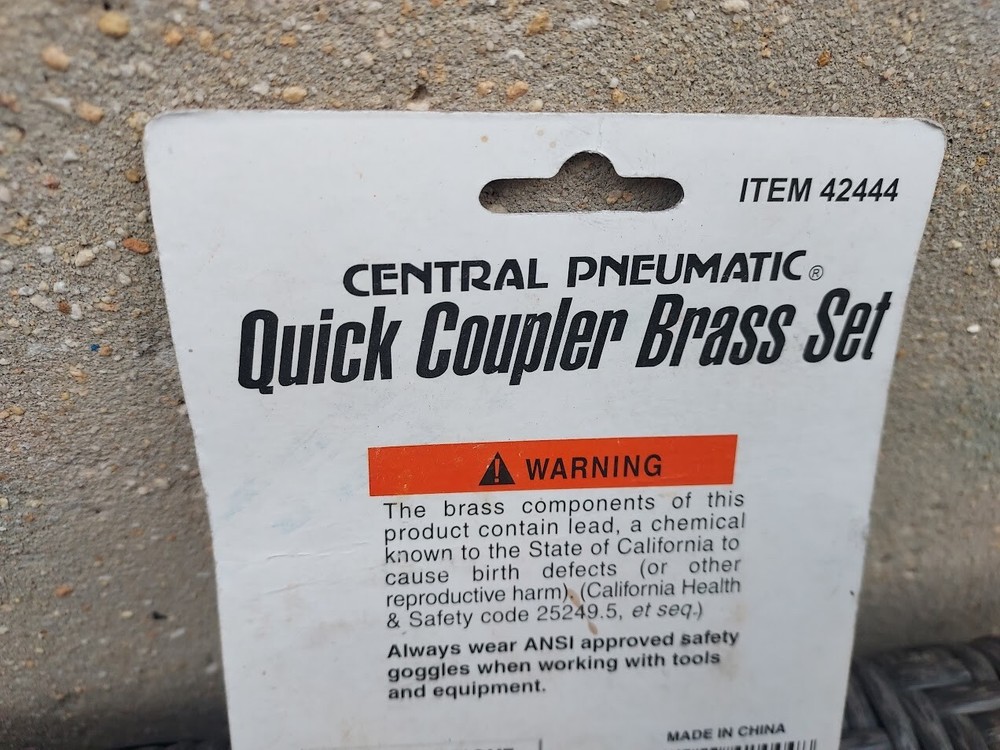 ITEM 42444
CENTRAL PNEUMATIC®
Quick Coupler Brass Set
WARNING
The brass components of this
product contain lead, a chemical
known to the State of California to
cause birth defects (or other
reproductive harm). (California Health
& Safety code 25249.5, et seq.)
Always wear ANSI approved safety
goggles when working with tools
and equipment.
MADE IN CHINA